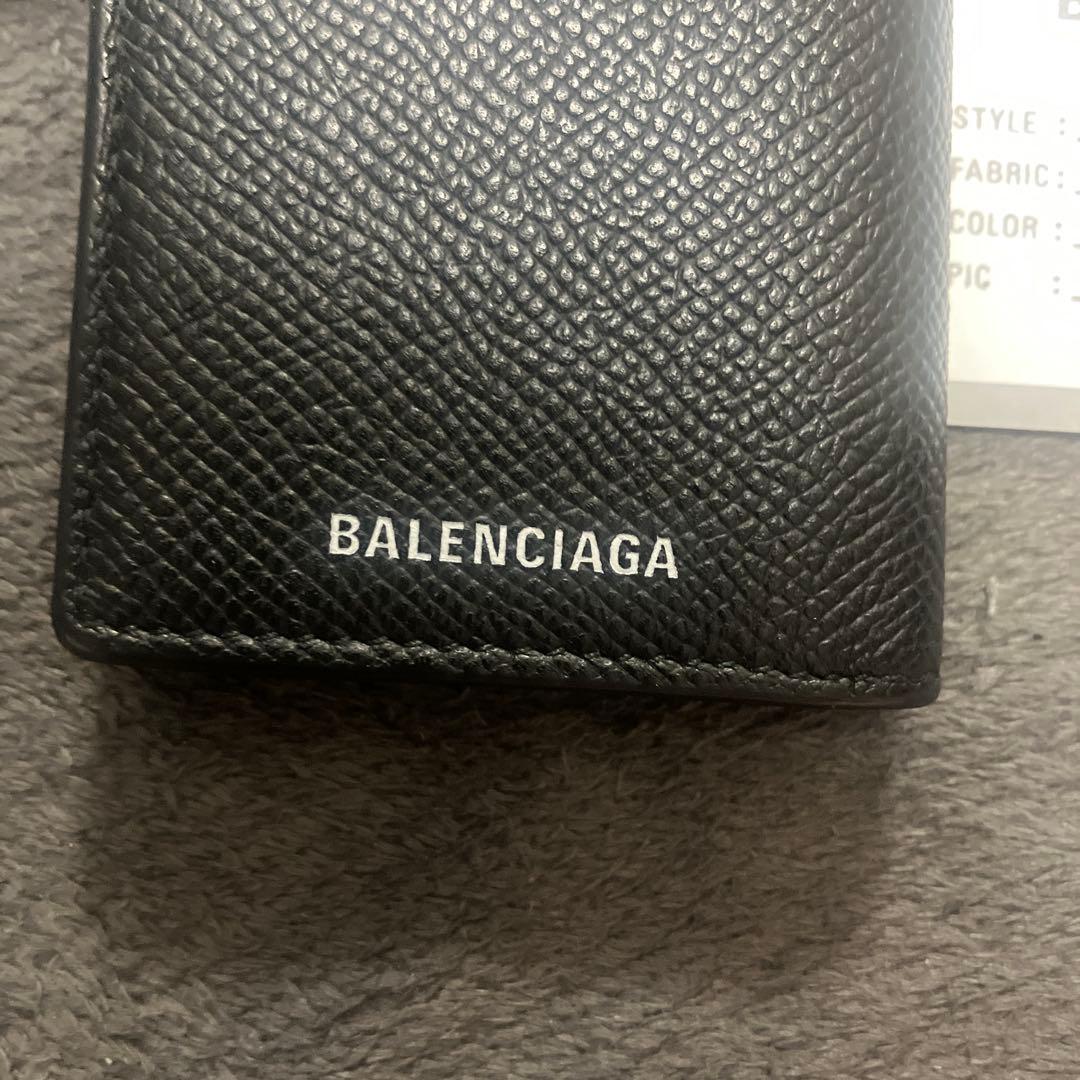 BALENCIAGA
STYLE :
FABRIC:
COLOR :
PIC :